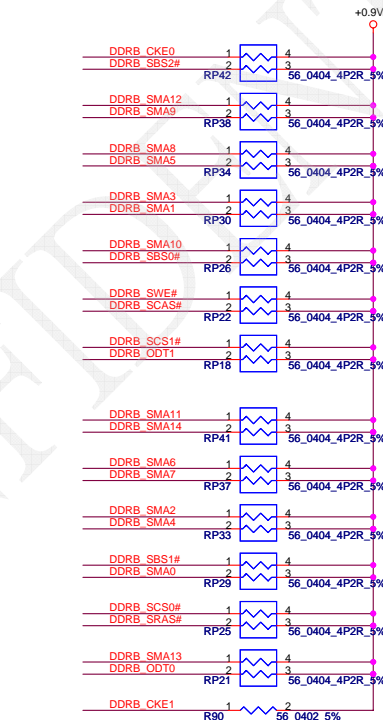 +0.9V
DDRB_CKE0 1 4
DDRB_SBS2# 2 3
RP42 56_0404_4P2R_5%
DDRB_SMA12 1 4
DDRB_SMA9 2 3
RP38 56_0404_4P2R_5%
DDRB_SMA8 1 4
DDRB_SMA5 2 3
RP34 56_0404_4P2R_5%
DDRB_SMA3 1 4
DDRB_SMA1 2 3
RP30 56_0404_4P2R_5%
DDRB_SMA10 1 4
DDRB_SBS0# 2 3
RP26 56_0404_4P2R_5%
DDRB_SWE# 1 4
DDRB_SCAS# 2 3
RP22 56_0404_4P2R_5%
DDRB_SCS1# 1 4
DDRB_ODT1 2 3
RP18 56_0404_4P2R_5%
DDRB_SMA11 1 4
DDRB_SMA14 2 3
RP41 56_0404_4P2R_5%
DDRB_SMA6 1 4
DDRB_SMA7 2 3
RP37 56_0404_4P2R_5%
DDRB_SMA2 1 4
DDRB_SMA4 2 3
RP33 56_0404_4P2R_5%
DDRB_SBS1# 1 4
DDRB_SMA0 2 3
RP29 56_0404_4P2R_5%
DDRB_SCS0# 1 4
DDRB_SRAS# 2 3
RP25 56_0404_4P2R_5%
DDRB_SMA13 1 4
DDRB_ODT0 2 3
RP21 56_0404_4P2R_5%
DDRB_CKE1 1 2
R90 56_0402_5%